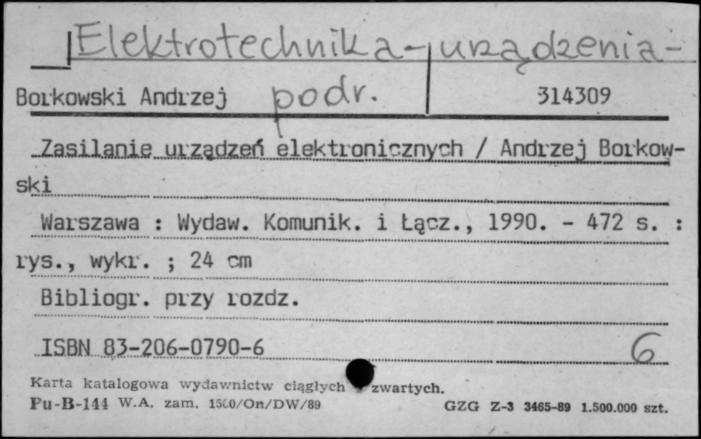 Elektrotechnika-urządzenia-
podr.
Borkowski Andrzej 314309
Zasilanie urządzeń elektronicznych / Andrzej Borkow-
ski
Warszawa : Wydaw. Komunik. i Łącz., 1990. - 472 s. :
rys., wykr. ; 24 cm
Bibliogr. przy rozdz.
ISBN 83-206-0790-6 6
Karta katalogowa wydawnictw ciągłych zwartych.
Pu-B-144 W.A. zam. 1500/On/DW/89 GZG Z-3 3465-89 1.500.000 szt.